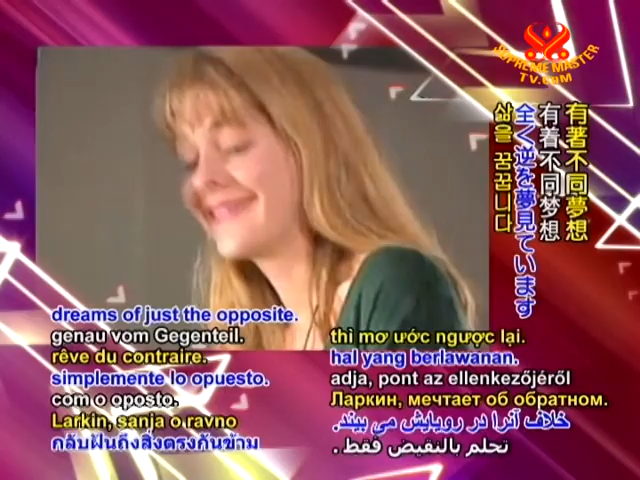 SUPREME MASTER
TV.com
有著不同夢想
有着不同梦想
全く逆を夢見ています
삶을 꿈꿉니다
dreams of just the opposite.
genau vom Gegenteil.
rêve du contraire.
simplemente lo opuesto.
com o oposto.
Larkin, sanja o ravno
กลับฝันถึงสิ่งตรงกันข้าม
thì mơ ước ngược lại.
hal yang berlawanan.
adja, pont az ellenkezőjéről
Ларкин, мечтает об обратном.
خلاف آنرا در رویایش می بیند.
تحلم بالنقيض فقط.